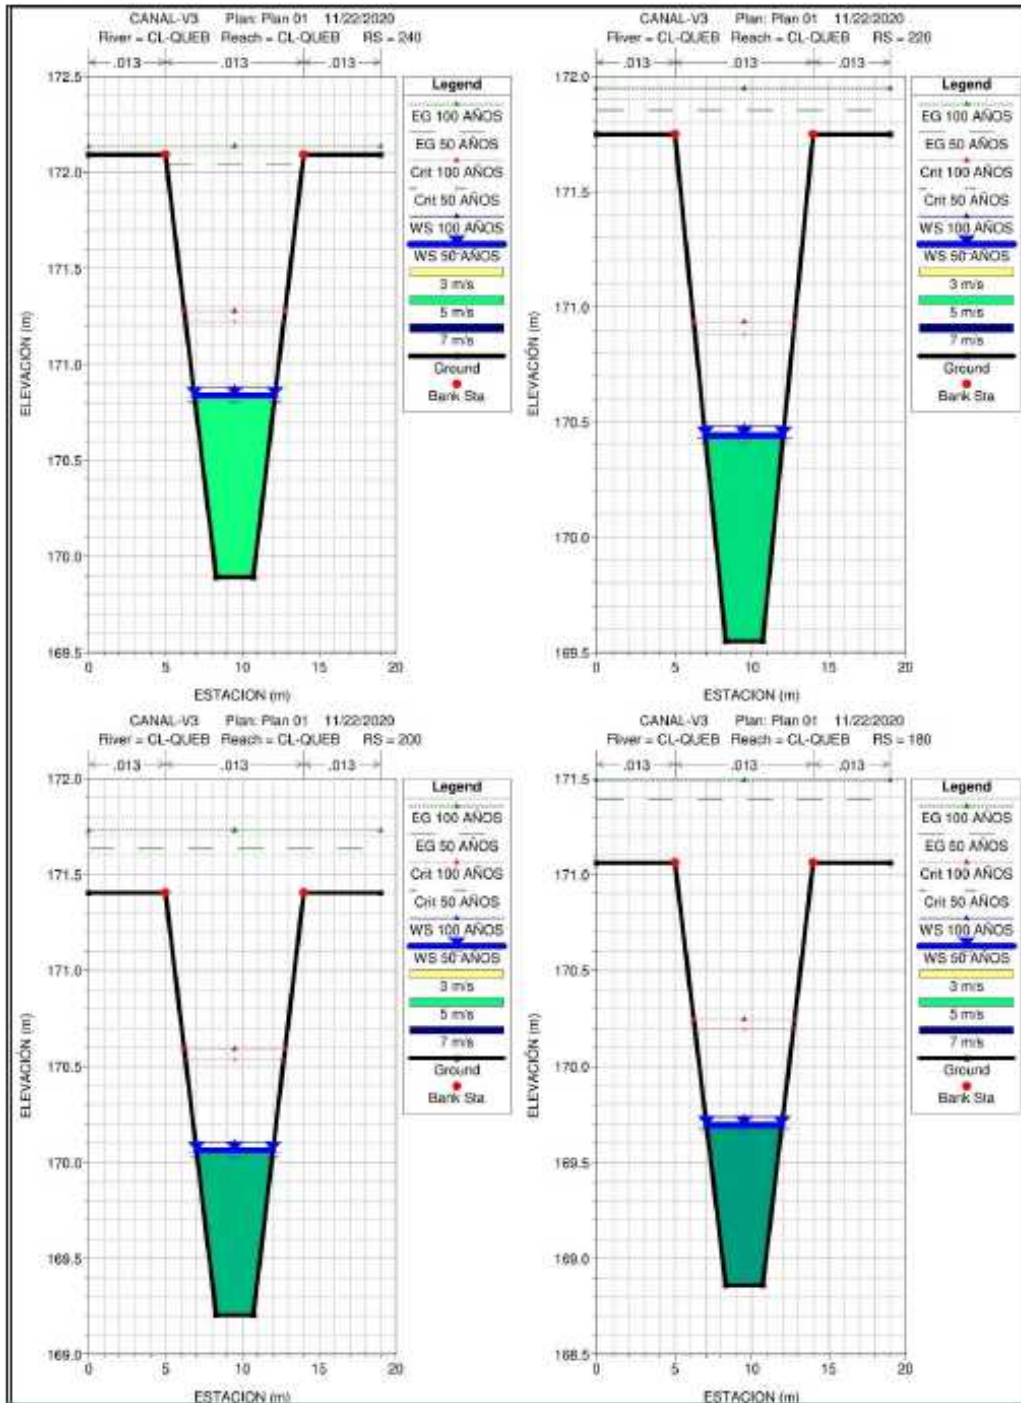 CANAL-V3 Plan: Plan 01 11/22/2020
River = CL-QUEB Reach = CL-QUEB RS = 240
.013 .013 .013
172.5
172.0
171.5
171.0
170.5
170.0
169.5
0 5 10 15 20
ELEVACIÓN (m)
ESTACION (m)
Legend
EG 100 AÑOS
EG 50 AÑOS
Crit 100 AÑOS
Crit 50 AÑOS
WS 100 AÑOS
WS 50 AÑOS
3 m/s
5 m/s
7 m/s
Ground
Bank Sta
CANAL-V3 Plan: Plan 01 11/22/2020
River = CL-QUEB Reach = CL-QUEB RS = 220
.013 .013 .013
172.0
171.5
171.0
170.5
170.0
169.5
0 5 10 15 20
ELEVACIÓN (m)
ESTACION (m)
Legend
EG 100 AÑOS
EG 50 AÑOS
Crit 100 AÑOS
Crit 50 AÑOS
WS 100 AÑOS
WS 50 AÑOS
3 m/s
5 m/s
7 m/s
Ground
Bank Sta
CANAL-V3 Plan: Plan 01 11/22/2020
River = CL-QUEB Reach = CL-QUEB RS = 200
.013 .013 .013
172.0
171.5
171.0
170.5
170.0
169.5
169.0
0 5 10 15 20
ELEVACIÓN (m)
ESTACION (m)
Legend
EG 100 AÑOS
EG 50 AÑOS
Crit 100 AÑOS
Crit 50 AÑOS
WS 100 AÑOS
WS 50 AÑOS
3 m/s
5 m/s
7 m/s
Ground
Bank Sta
CANAL-V3 Plan: Plan 01 11/22/2020
River = CL-QUEB Reach = CL-QUEB RS = 180
.013 .013 .013
171.5
171.0
170.5
170.0
169.5
169.0
168.5
0 5 10 15 20
ELEVACIÓN (m)
ESTACION (m)
Legend
EG 100 AÑOS
EG 50 AÑOS
Crit 100 AÑOS
Crit 50 AÑOS
WS 100 AÑOS
WS 50 AÑOS
3 m/s
5 m/s
7 m/s
Ground
Bank Sta